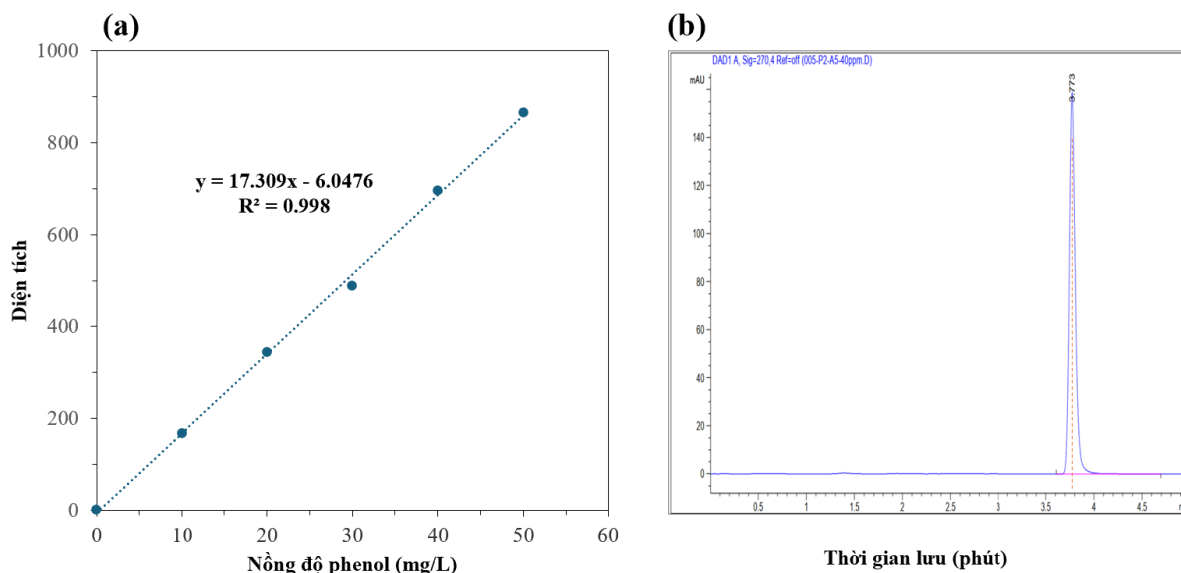 (a)
1000
800
600
400
200
0
Diện tích
y = 17.309x - 6.0476
R² = 0.998
0 10 20 30 40 50 60
Nồng độ phenol (mg/L)
(b)
DAD1 A, Sig=270,4 Ref=off (005-P2-A5-40ppm.D)
mAU
3.773
140
120
100
80
60
40
20
0
0.5 1 1.5 2 2.5 3 3.5 4 4.5
Thời gian lưu (phút)